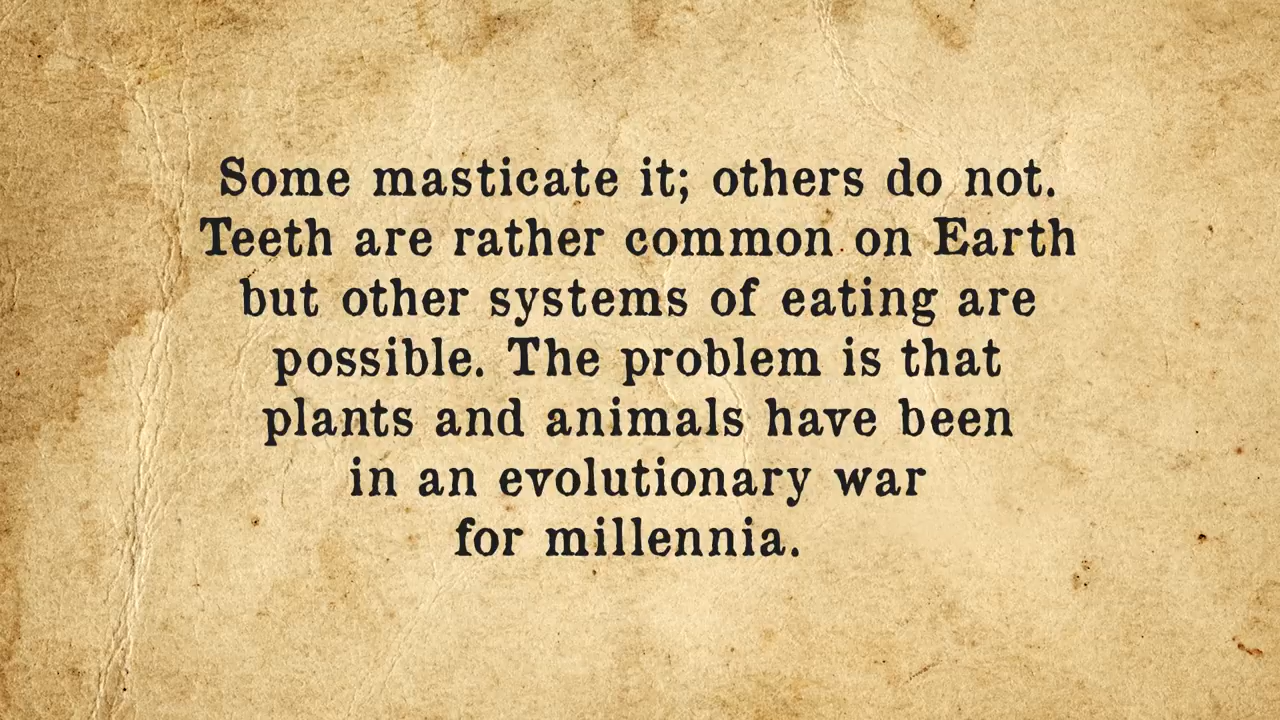 Some masticate it; others do not.
Teeth are rather common on Earth
but other systems of eating are
possible. The problem is that
plants and animals have been
in an evolutionary war
for millennia.